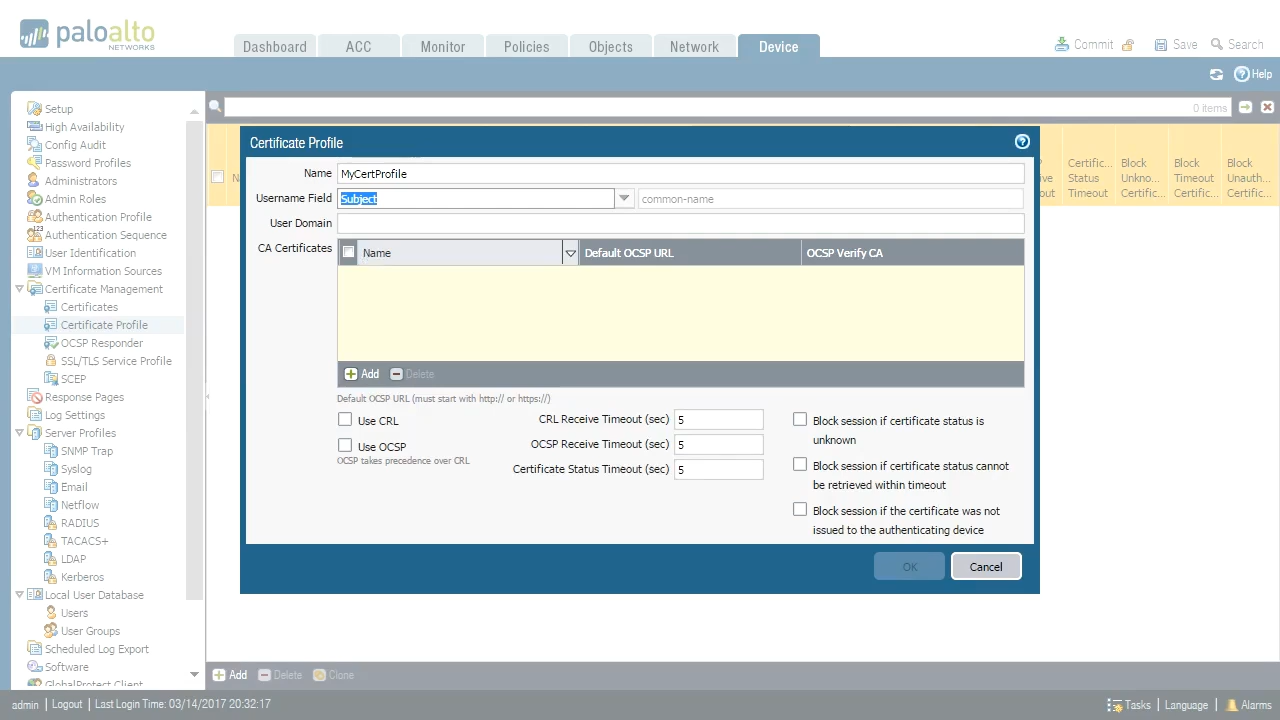 paloalto
NETWORKS
Dashboard
ACC
Monitor
Policies
Objects
Network
Device
Commit
Save
Search
Help
Setup
High Availability
Config Audit
Password Profiles
Administrators
Admin Roles
Authentication Profile
Authentication Sequence
User Identification
VM Information Sources
Certificate Management
Certificates
Certificate Profile
OCSP Responder
SSL/TLS Service Profile
SCEP
Response Pages
Log Settings
Server Profiles
SNMP Trap
Syslog
Email
Netflow
RADIUS
TACACS+
LDAP
Kerberos
Local User Database
Users
User Groups
Scheduled Log Export
Software
GlobalProtect Client
0 items
Certific...
Status
Timeout
Block
Unkno...
Certific...
Block
Timeout
Certific...
Block
Unauth...
Certific...
Certificate Profile
Name MyCertProfile
Username Field Subject common-name
User Domain
CA Certificates
Name Default OCSP URL OCSP Verify CA
Add Delete
Default OCSP URL (must start with http:// or https://)
Use CRL
Use OCSP
OCSP takes precedence over CRL
CRL Receive Timeout (sec) 5
OCSP Receive Timeout (sec) 5
Certificate Status Timeout (sec) 5
Block session if certificate status is
unknown
Block session if certificate status cannot
be retrieved within timeout
Block session if the certificate was not
issued to the authenticating device
OK Cancel
Add Delete Clone
admin | Logout | Last Login Time: 03/14/2017 20:32:17
Tasks | Language | Alarms